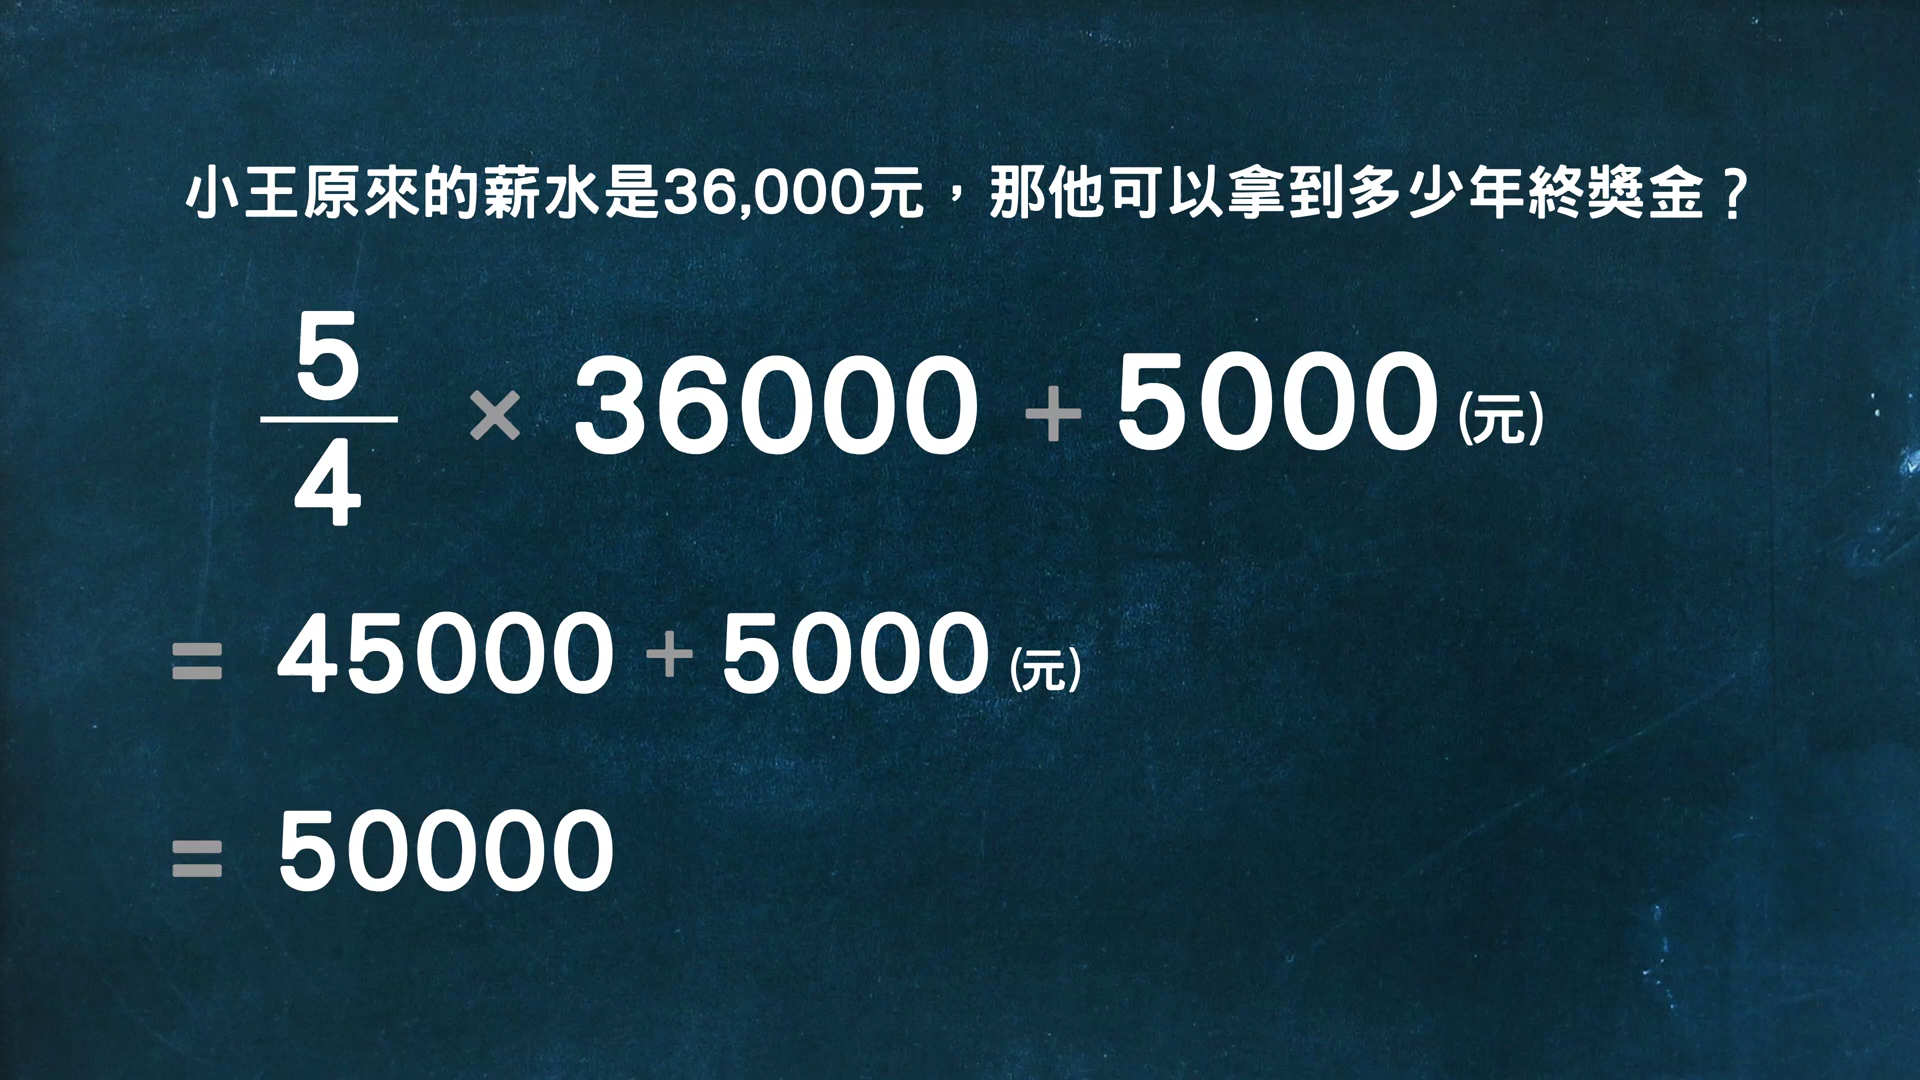 小王原來的薪水是36,000元，那他可以拿到多少年終獎金？
5/4 × 36000 + 5000 (元)
= 45000 + 5000 (元)
= 50000